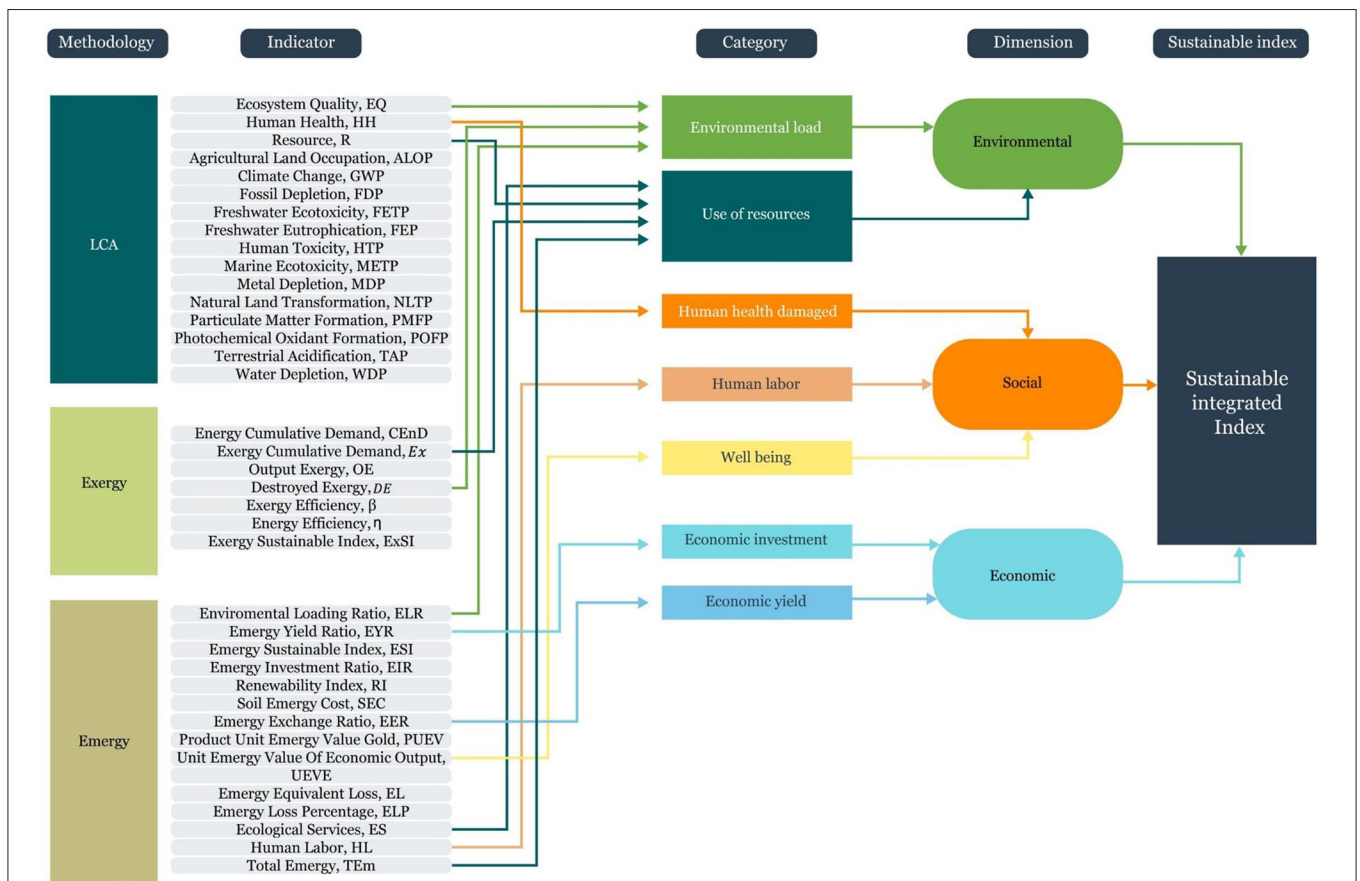 Methodology
Indicator
Category
Dimension
Sustainable index
LCA
Ecosystem Quality, EQ
Human Health, HH
Resource, R
Agricultural Land Occupation, ALOP
Climate Change, GWP
Fossil Depletion, FDP
Freshwater Ecotoxicity, FETP
Freshwater Eutrophication, FEP
Human Toxicity, HTP
Marine Ecotoxicity, METP
Metal Depletion, MDP
Natural Land Transformation, NLTP
Particulate Matter Formation, PMFP
Photochemical Oxidant Formation, POFP
Terrestrial Acidification, TAP
Water Depletion, WDP
Exergy
Energy Cumulative Demand, CEnD
Exergy Cumulative Demand, Ex
Output Exergy, OE
Destroyed Exergy, DE
Exergy Efficiency, β
Energy Efficiency, η
Exergy Sustainable Index, ExSI
Emergy
Enviromental Loading Ratio, ELR
Emergy Yield Ratio, EYR
Emergy Sustainable Index, ESI
Emergy Investment Ratio, EIR
Renewability Index, RI
Soil Emergy Cost, SEC
Emergy Exchange Ratio, EER
Product Unit Emergy Value Gold, PUEV
Unit Emergy Value Of Economic Output,
UEVE
Emergy Equivalent Loss, EL
Emergy Loss Percentage, ELP
Ecological Services, ES
Human Labor, HL
Total Emergy, TEm
Environmental load
Use of resources
Human health damaged
Human labor
Well being
Economic investment
Economic yield
Environmental
Social
Economic
Sustainable
integrated
Index